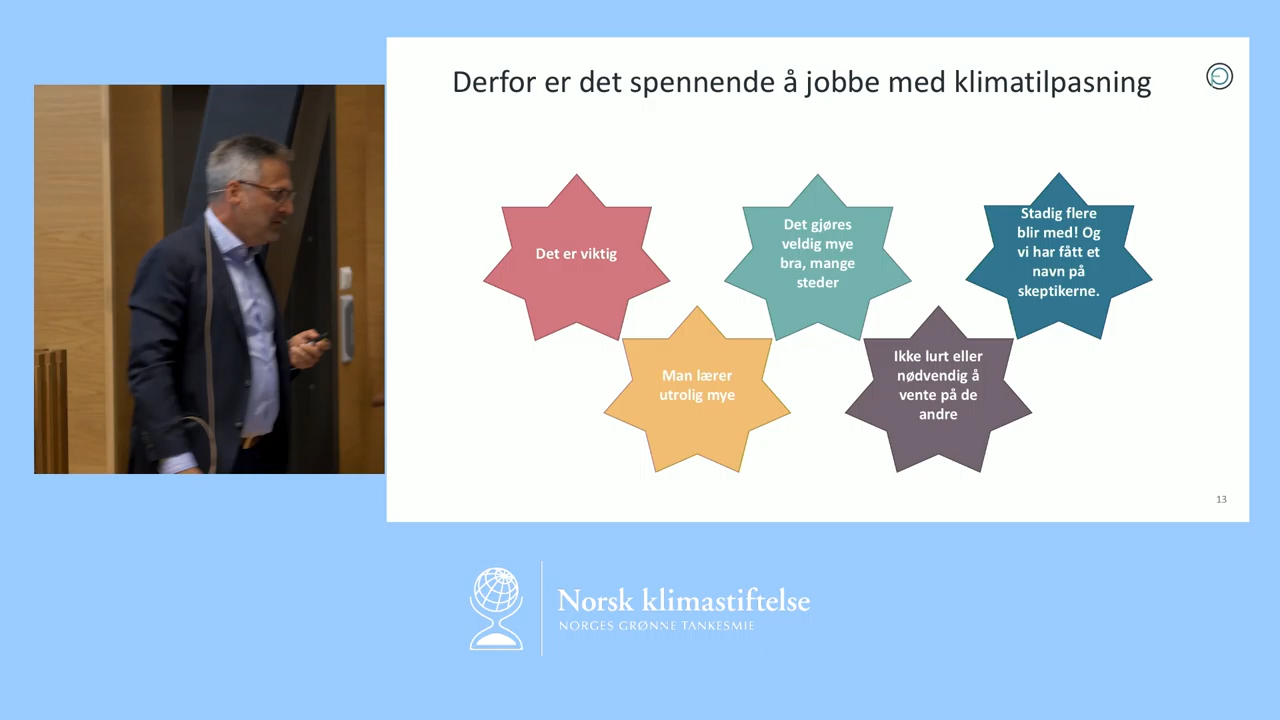 Derfor er det spennende å jobbe med klimatilpasning
Det er viktig
Det gjøres
veldig mye
bra, mange
steder
Stadig flere
blir med! Og
vi har fått et
navn på
skeptikerne.
Man lærer
utrolig mye
Ikke lurt eller
nødvendig å
vente på de
andre
13
Norsk klimastiftelse
NORGES GRØNNE TANKESMIE